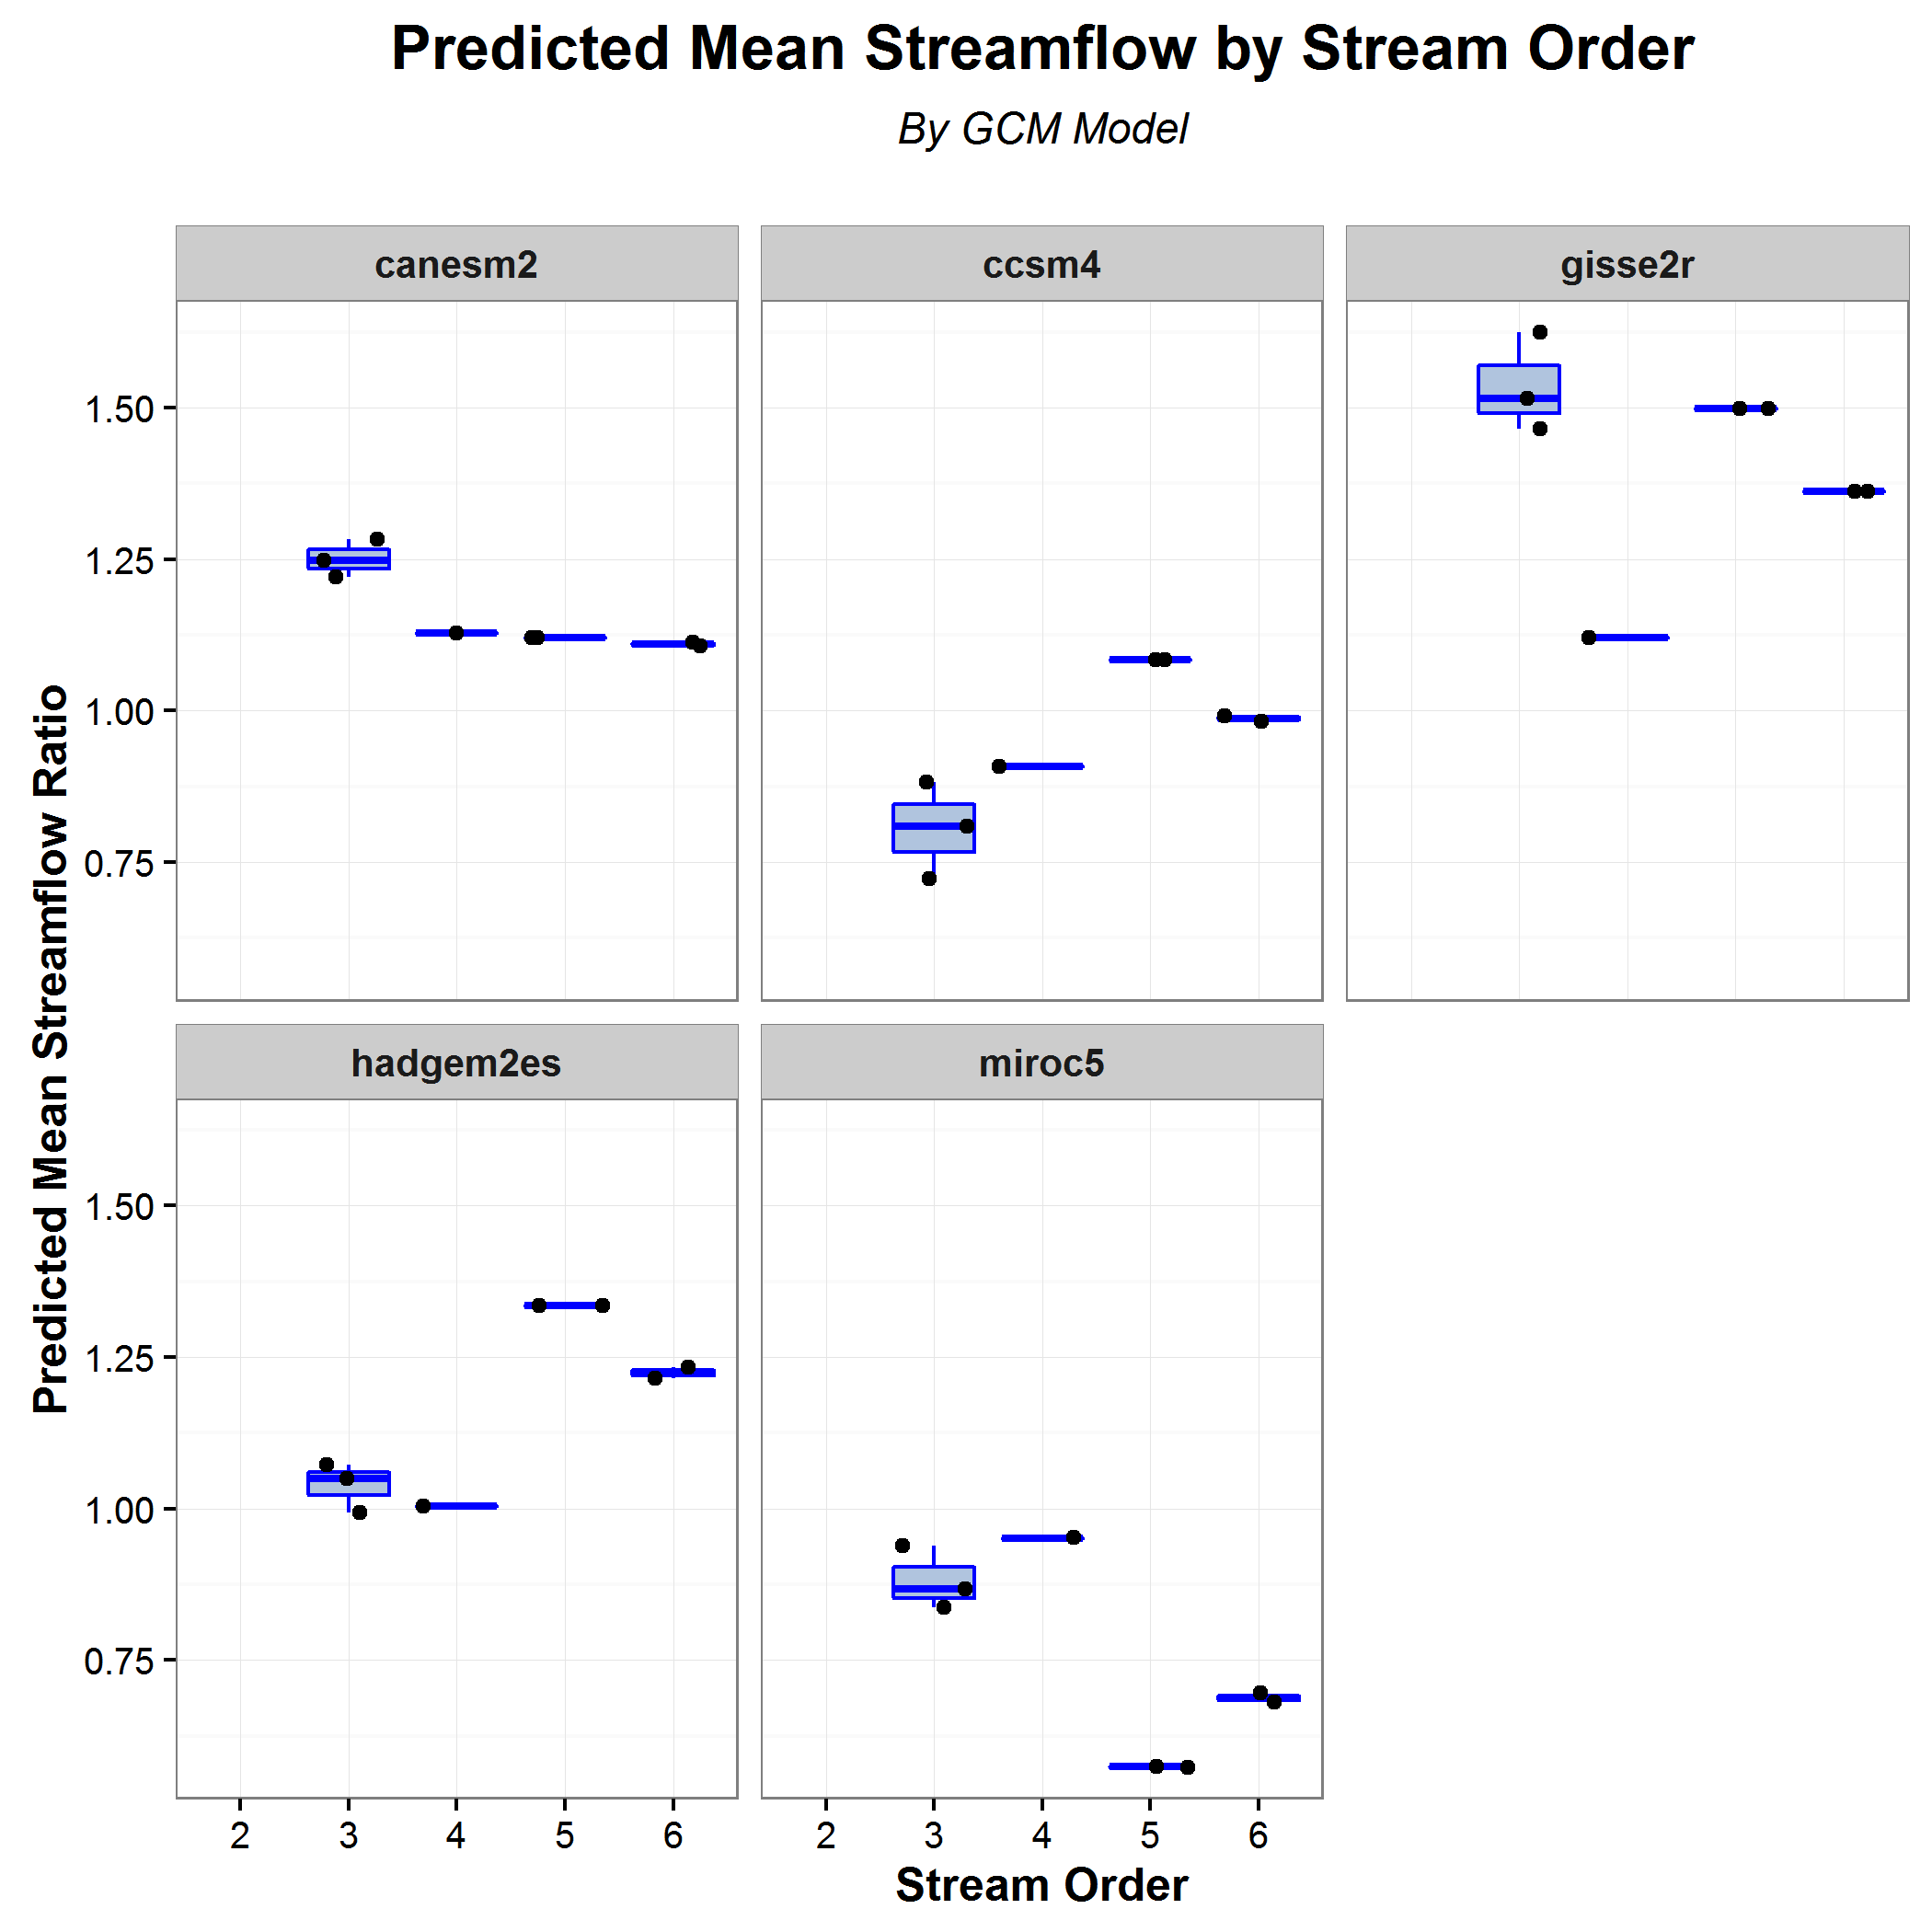 Predicted Mean Streamflow by Stream Order
By GCM Model
canesm2
ccsm4
gisse2r
1.50
1.25
1.00
0.75
Predicted Mean Streamflow Ratio
hadgem2es
miroc5
1.50
1.25
1.00
0.75
2 3 4 5 6
2 3 4 5 6
Stream Order